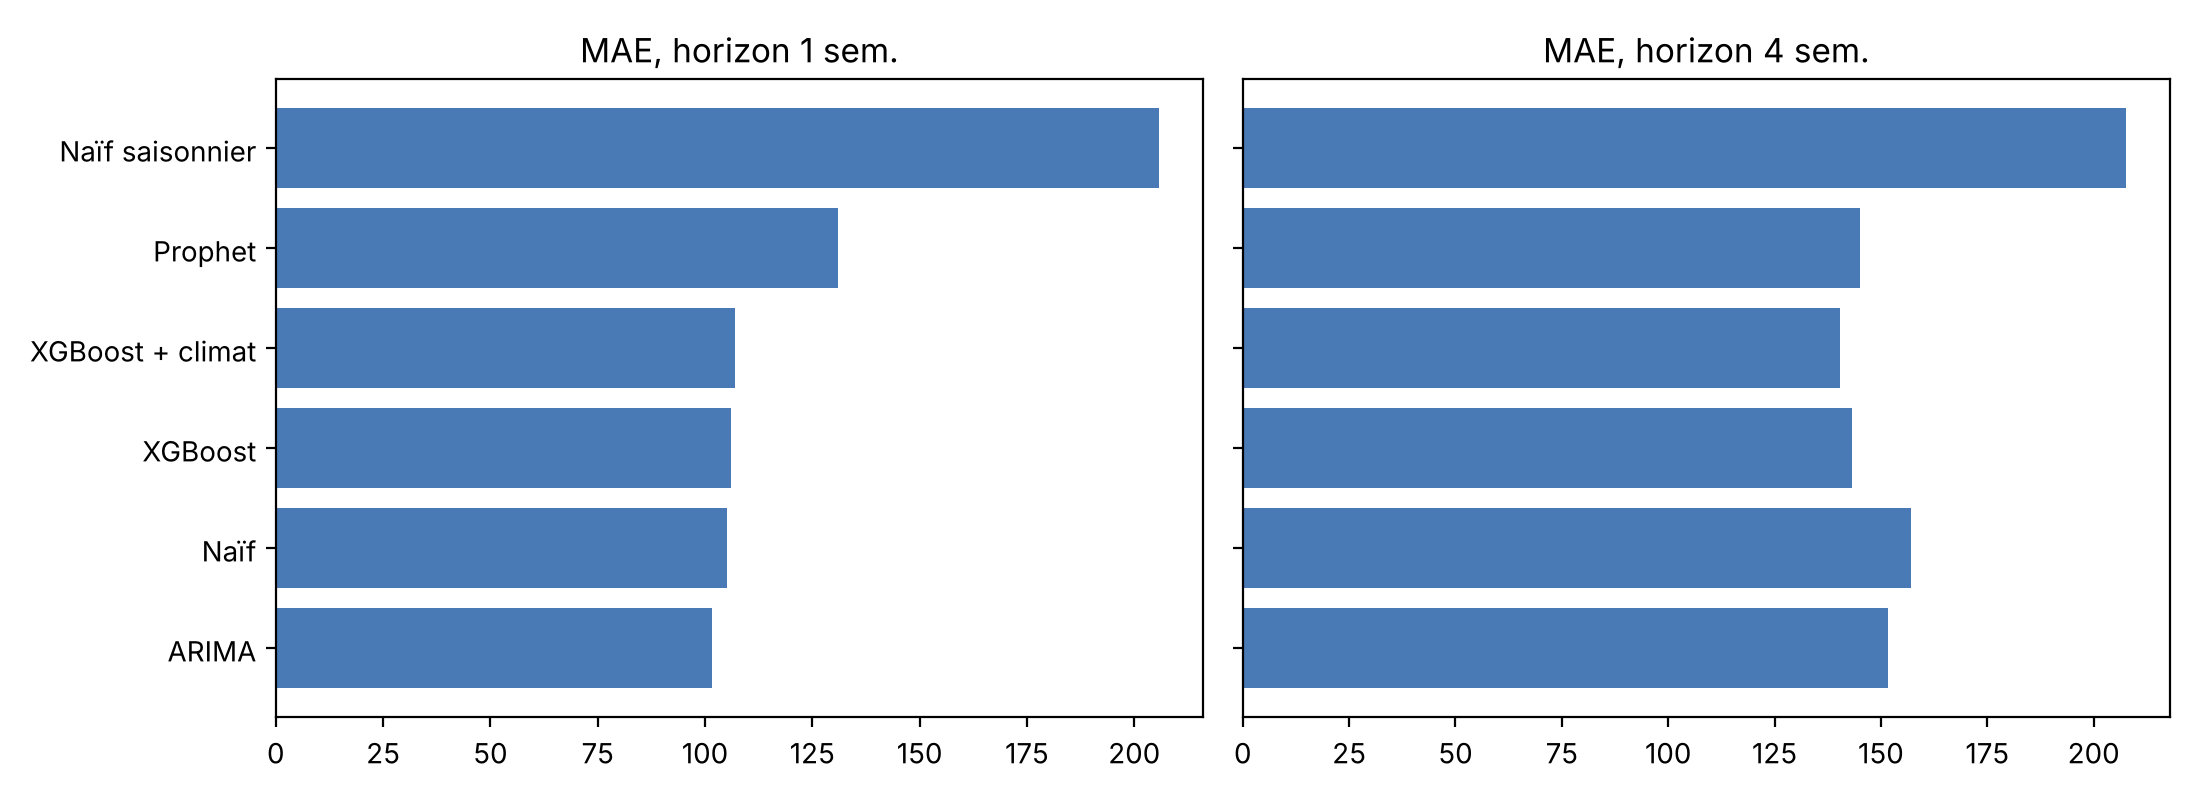 MAE, horizon 1 sem.
Naïf saisonnier
Prophet
XGBoost + climat
XGBoost
Naïf
ARIMA
0 25 50 75 100 125 150 175 200
MAE, horizon 4 sem.
0 25 50 75 100 125 150 175 200